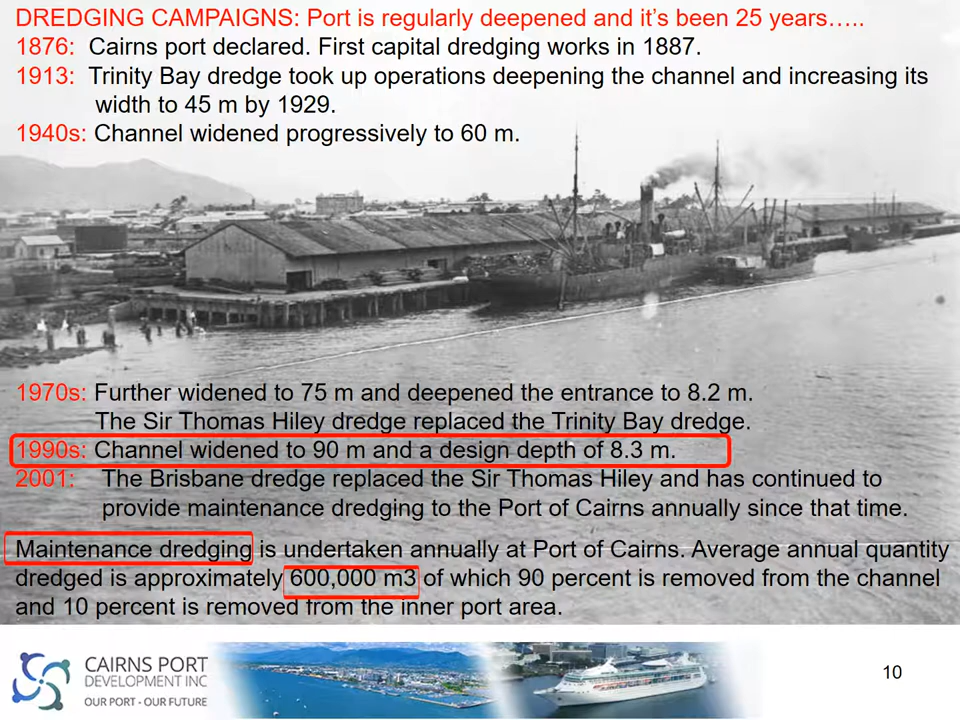 DREDGING CAMPAIGNS: Port is regularly deepened and it's been 25 years…..
1876: Cairns port declared. First capital dredging works in 1887.
1913: Trinity Bay dredge took up operations deepening the channel and increasing its
width to 45 m by 1929.
1940s: Channel widened progressively to 60 m.
1970s: Further widened to 75 m and deepened the entrance to 8.2 m.
The Sir Thomas Hiley dredge replaced the Trinity Bay dredge.
1990s: Channel widened to 90 m and a design depth of 8.3 m.
2001: The Brisbane dredge replaced the Sir Thomas Hiley and has continued to
provide maintenance dredging to the Port of Cairns annually since that time.
Maintenance dredging is undertaken annually at Port of Cairns. Average annual quantity
dredged is approximately 600,000 m3 of which 90 percent is removed from the channel
and 10 percent is removed from the inner port area.
CAIRNS PORT
DEVELOPMENT INC
OUR PORT - OUR FUTURE
10